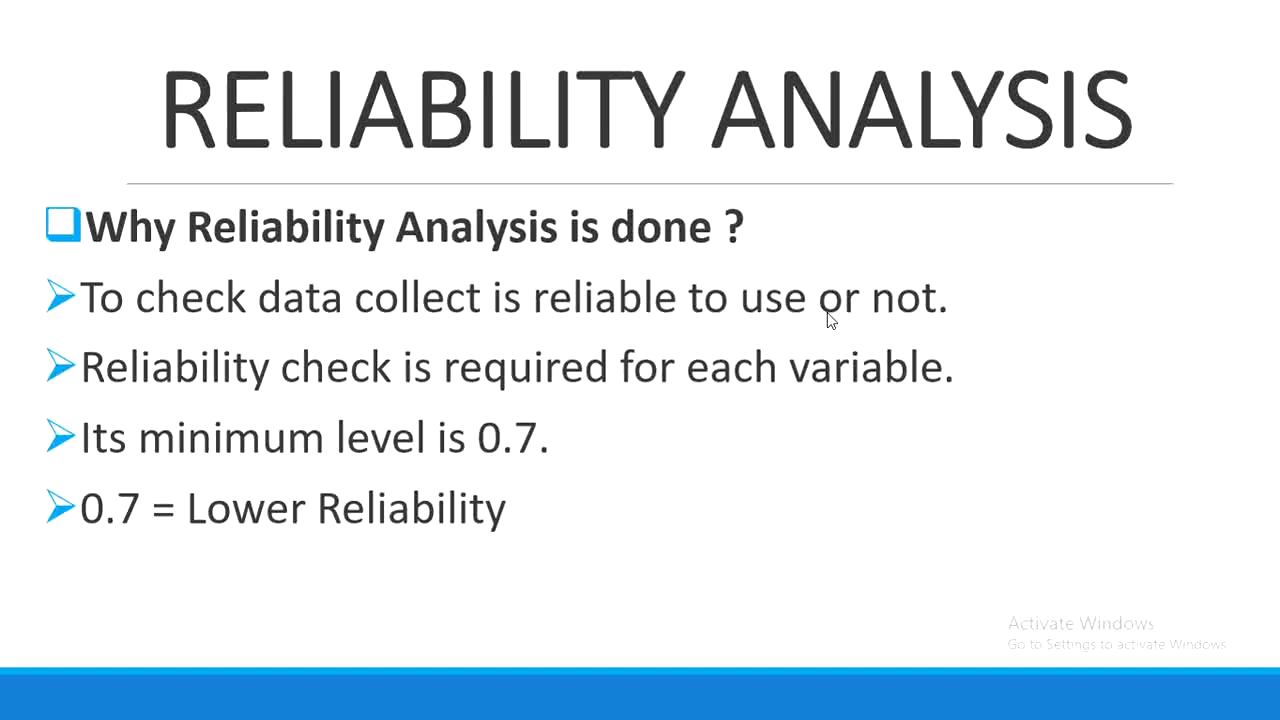 RELIABILITY ANALYSIS
Why Reliability Analysis is done ?
To check data collect is reliable to use or not.
Reliability check is required for each variable.
Its minimum level is 0.7.
0.7 = Lower Reliability
Activate Windows
Go to Settings to activate Windows